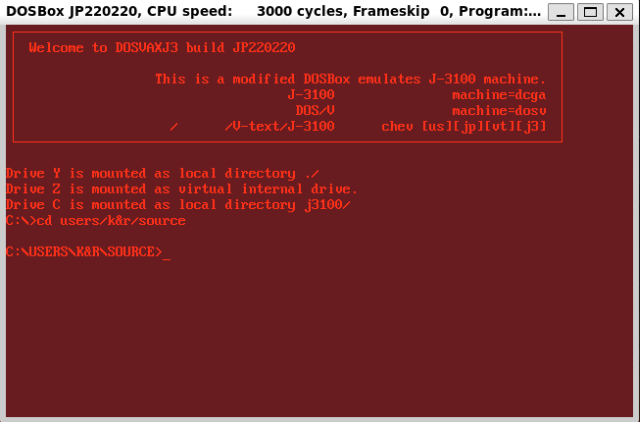 DOSBox JP220220, CPU speed: 3000 cycles, Frameskip 0, Program:...
Welcome to DOSVAXJ3 build JP220220
This is a modified DOSBox emulates J-3100 machine.
J-3100 machine=dcga
DOS/V machine=dosv
/ /V-text/J-3100 chev [us][jp][vt][j3]
Drive Y is mounted as local directory ./
Drive Z is mounted as virtual internal drive.
Drive C is mounted as local directory j3100/
C:\>cd users/k&r/source
C:\USERS\K&R\SOURCE>_